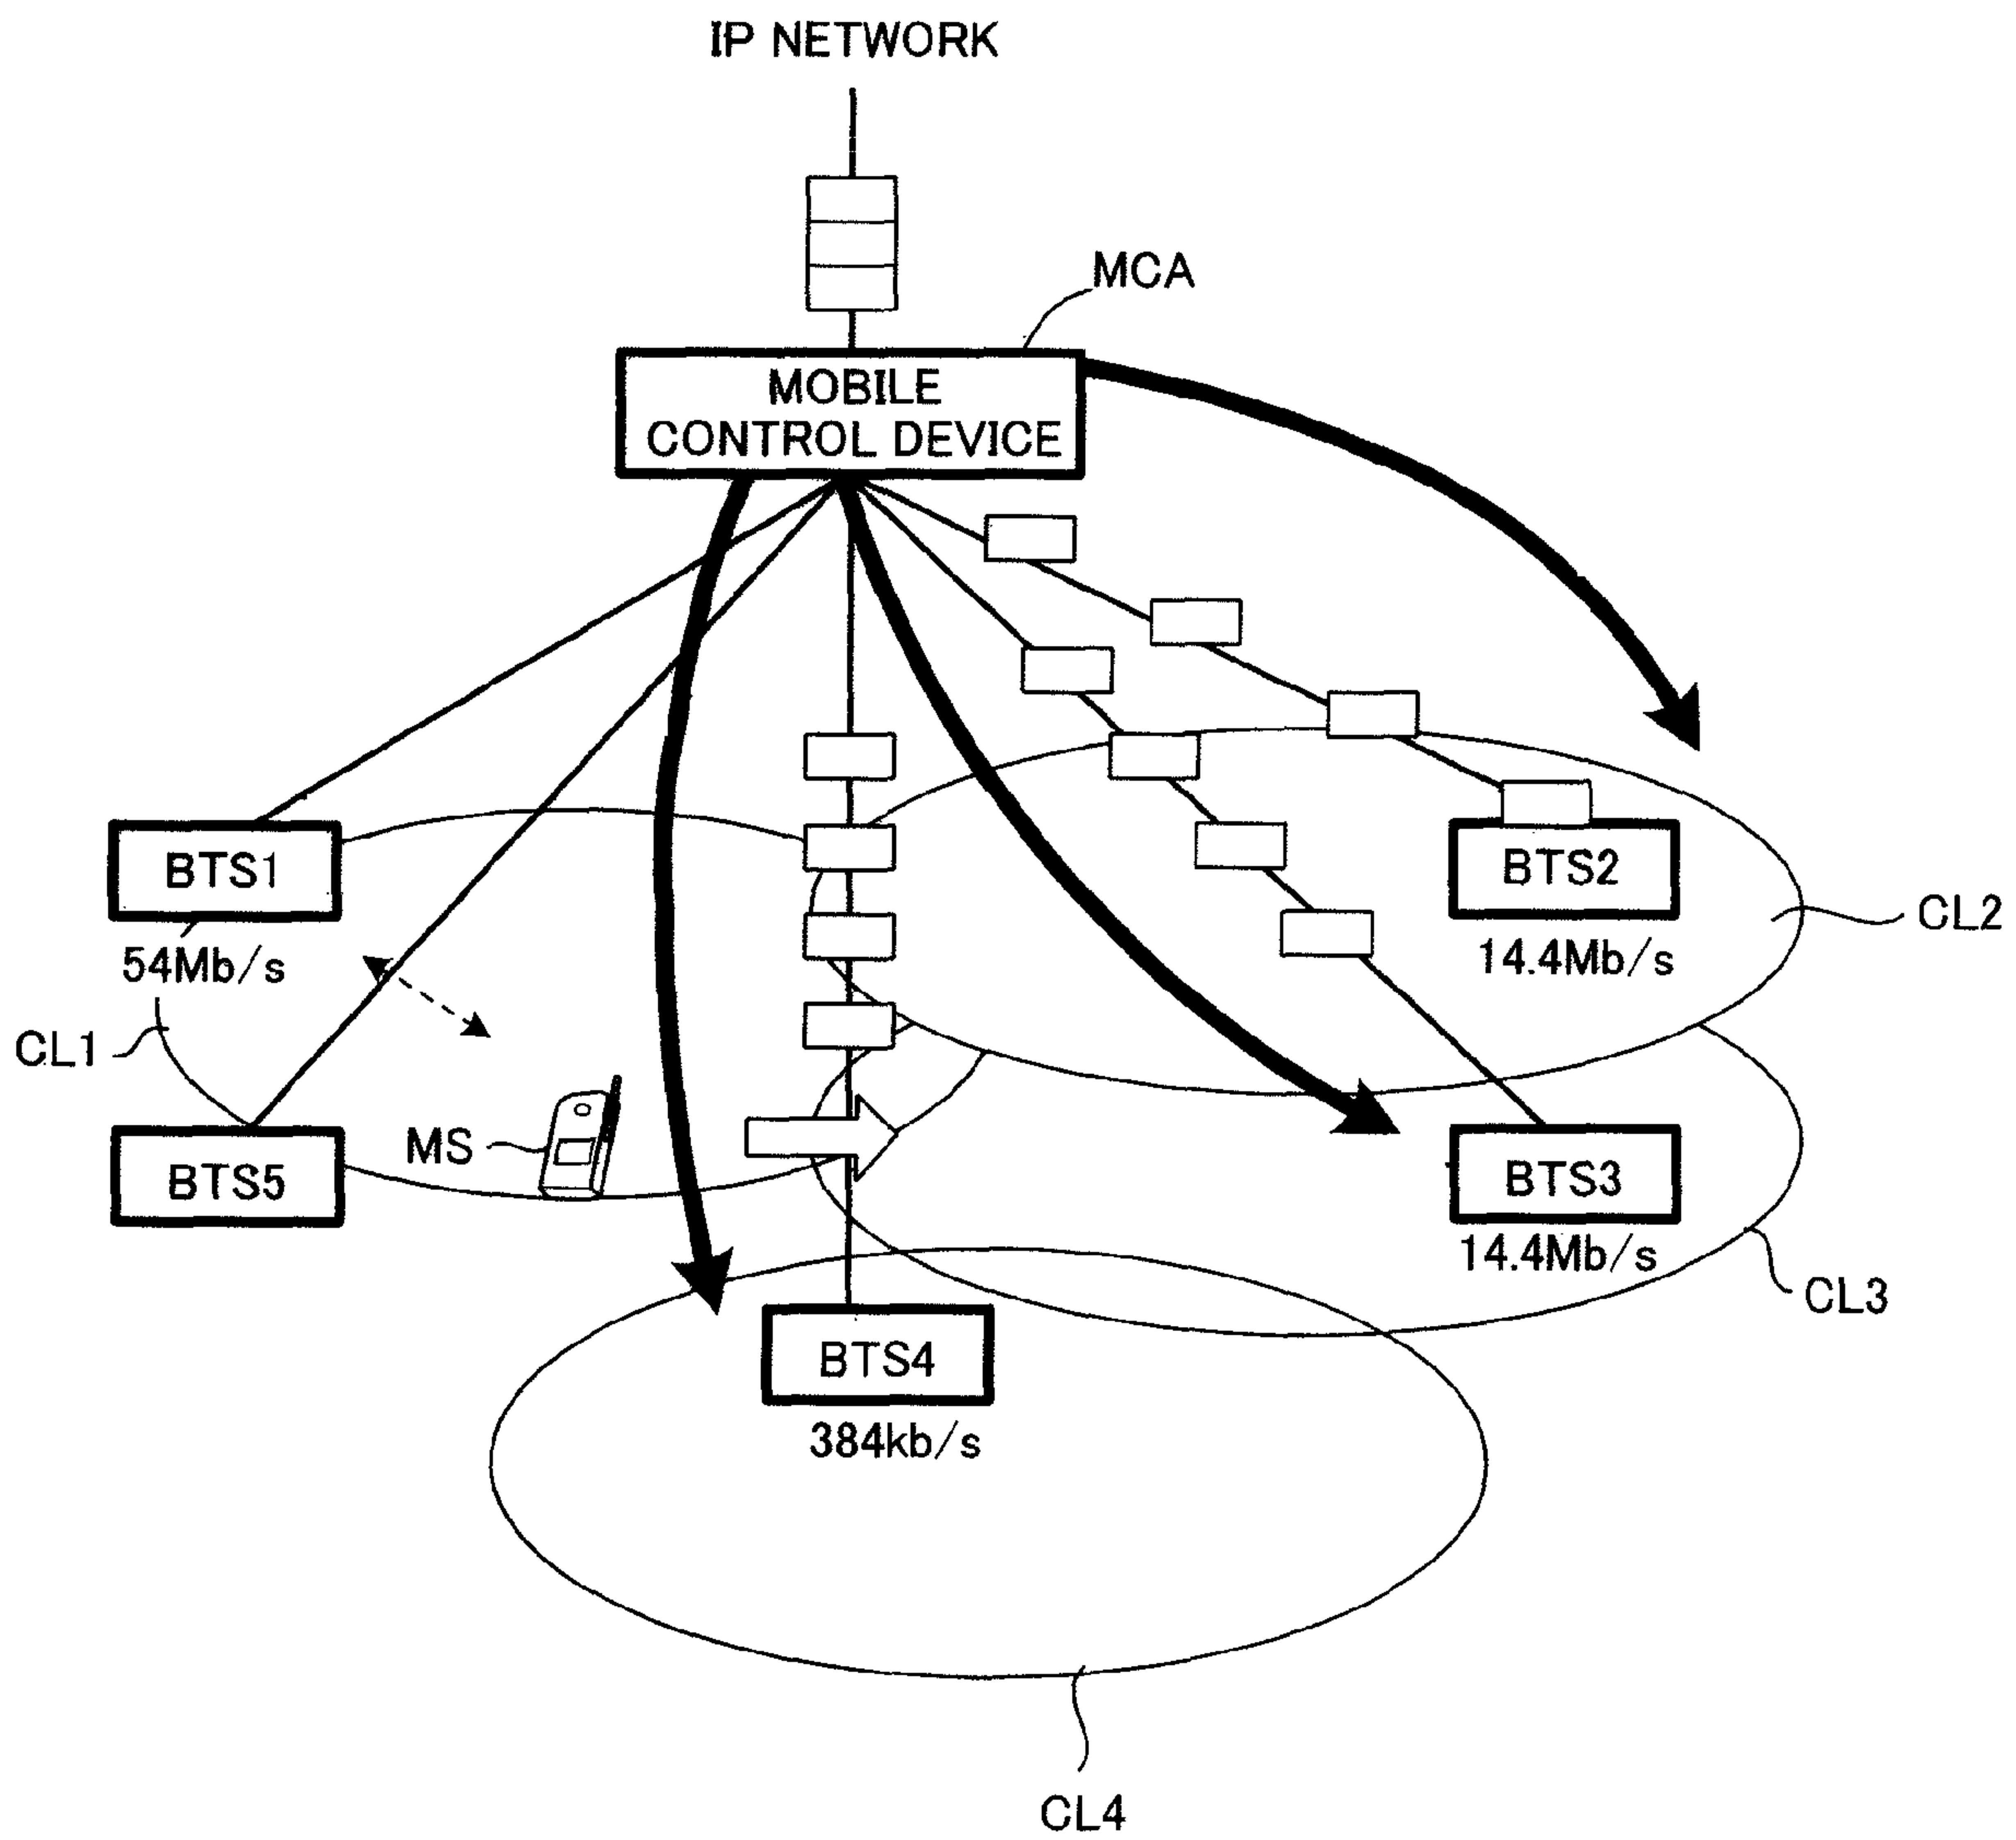 IP NETWORK
MCA
MOBILE
CONTROL DEVICE
BTS1
54Mb/s
BTS2
14.4Mb/s
CL2
CL1
MS
BTS5
BTS3
14.4Mb/s
CL3
BTS4
384kb/s
CL4